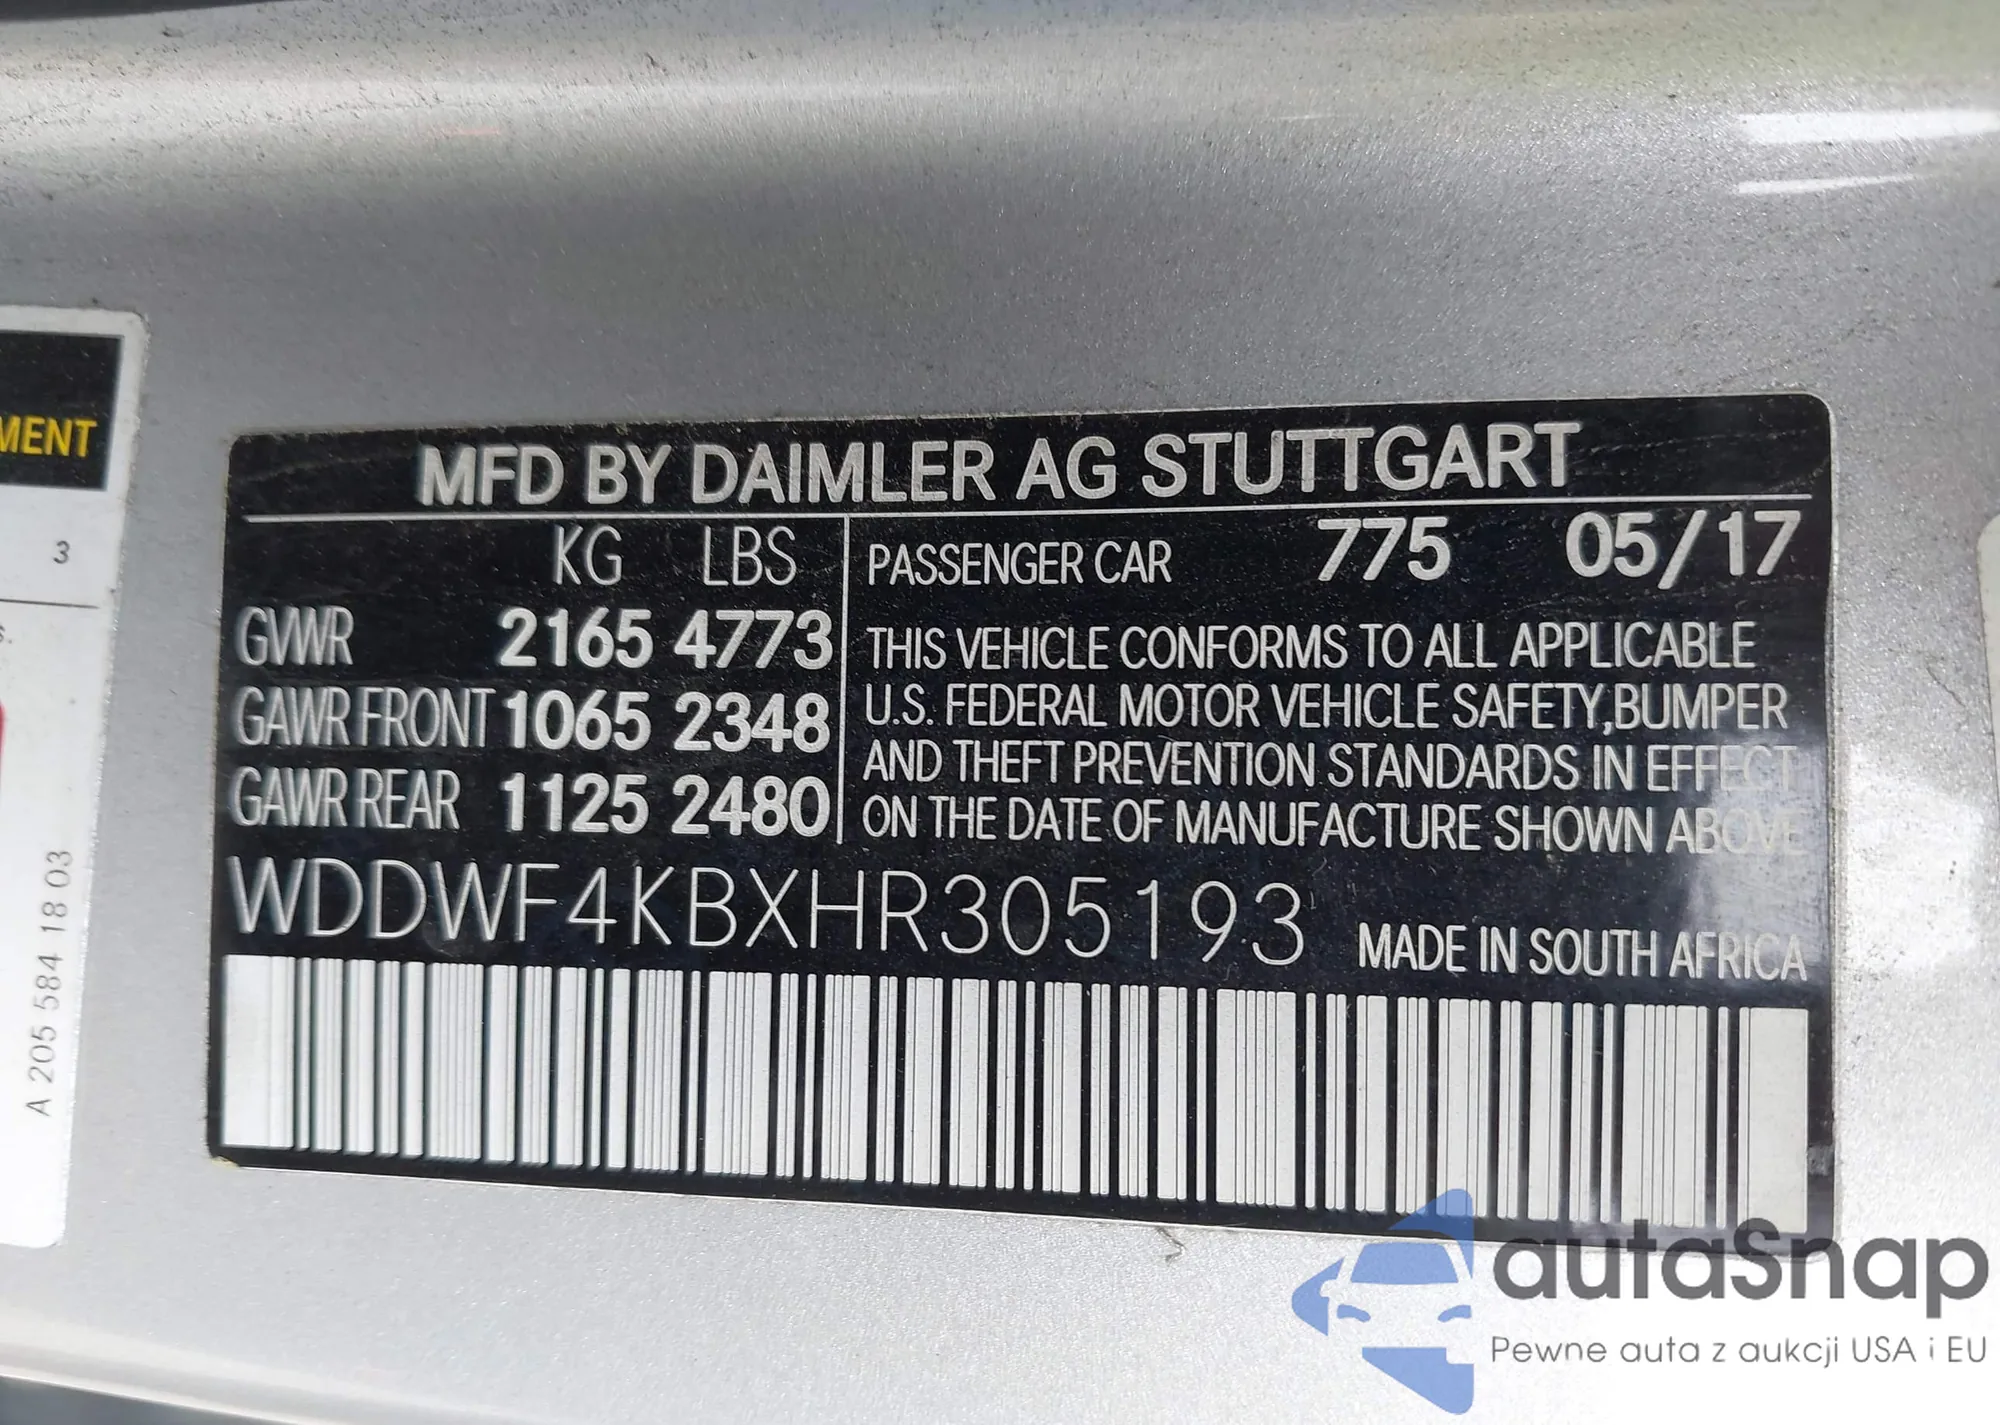 MENT
3
s.
A 205 584 18 03
MFD BY DAIMLER AG STUTTGART
KG LBS
GVWR 2165 4773
GAWR FRONT 1065 2348
GAWR REAR 1125 2480
PASSENGER CAR 775 05/17
THIS VEHICLE CONFORMS TO ALL APPLICABLE
U.S. FEDERAL MOTOR VEHICLE SAFETY,BUMPER
AND THEFT PREVENTION STANDARDS IN EFFECT
ON THE DATE OF MANUFACTURE SHOWN ABOVE
WDDWF4KBXHR305193
MADE IN SOUTH AFRICA
autaSnap
Pewne auta z aukcji USA i EU